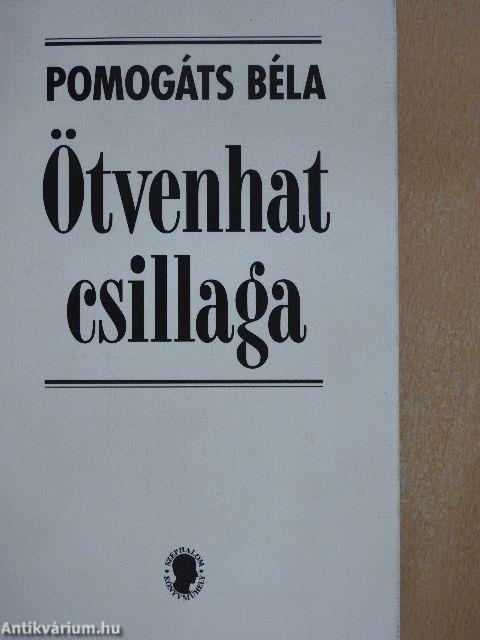 POMOGÁTS BÉLA
Ötvenhat
csillaga
SZÉPHALOM
KÖNYVMŰHELY
Antikvárium.hu